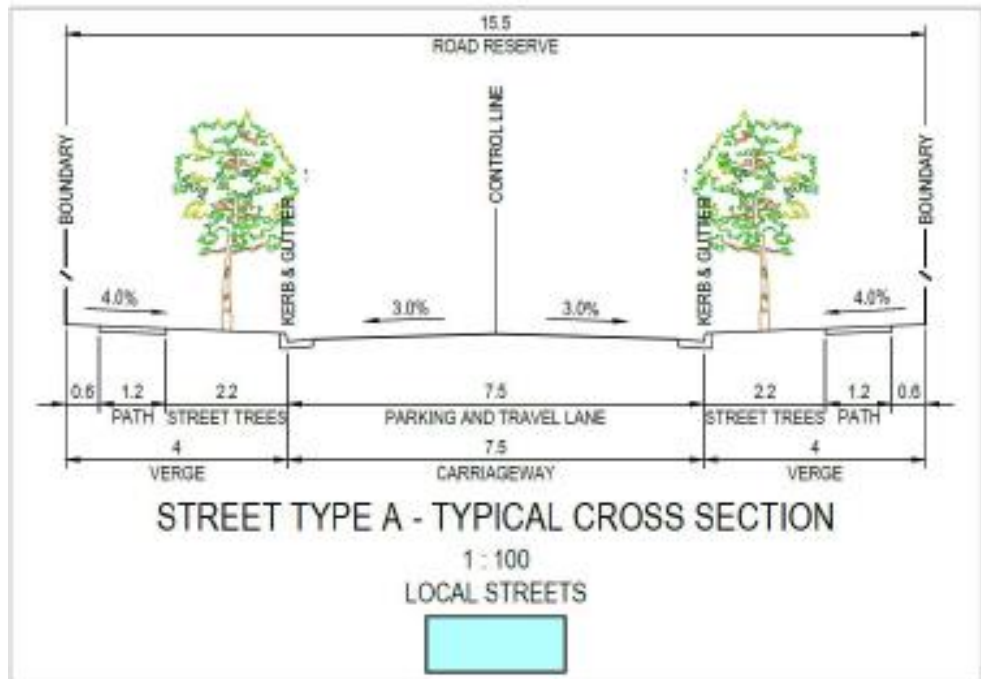 15.5
ROAD RESERVE
BOUNDARY
KERB & GUTTER
CONTROL LINE
KERB & GUTTER
BOUNDARY
4.0%
3.0%
3.0%
4.0%
0.6 1.2 2.2 7.5 2.2 1.2 0.6
PATH STREET TREES PARKING AND TRAVEL LANE STREET TREES PATH
4 7.5 4
VERGE CARRIAGEWAY VERGE
STREET TYPE A - TYPICAL CROSS SECTION
1 : 100
LOCAL STREETS